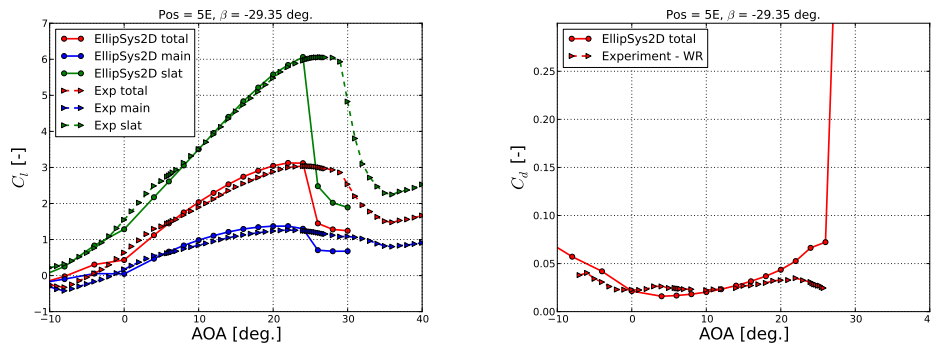 Pos = 5E, β = -29.35 deg.
7
6
5
4
3
2
1
0
−1
C_l [-]
EllipSys2D total
EllipSys2D main
EllipSys2D slat
Exp total
Exp main
Exp slat
−10 0 10 20 30 40
AOA [deg.]
Pos = 5E, β = -29.35 deg.
0.25
0.20
0.15
0.10
0.05
0.00
C_d [-]
EllipSys2D total
Experiment - WR
−10 0 10 20 30 4
AOA [deg.]